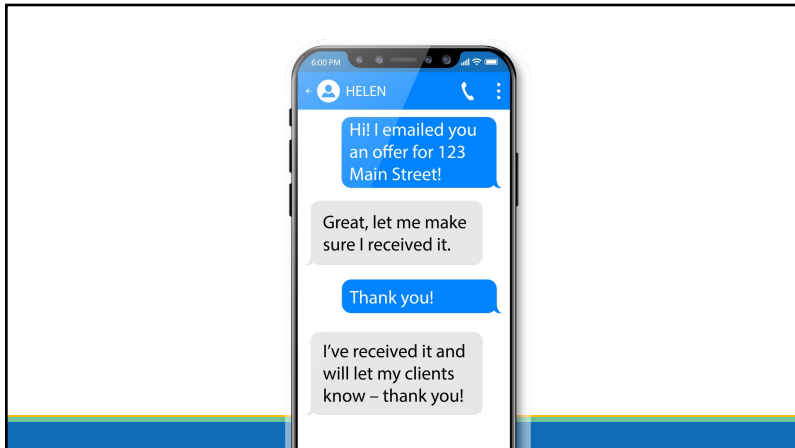 6:00 PM
HELEN
Hi! I emailed you
an offer for 123
Main Street!
Great, let me make
sure I received it.
Thank you!
I’ve received it and
will let my clients
know – thank you!